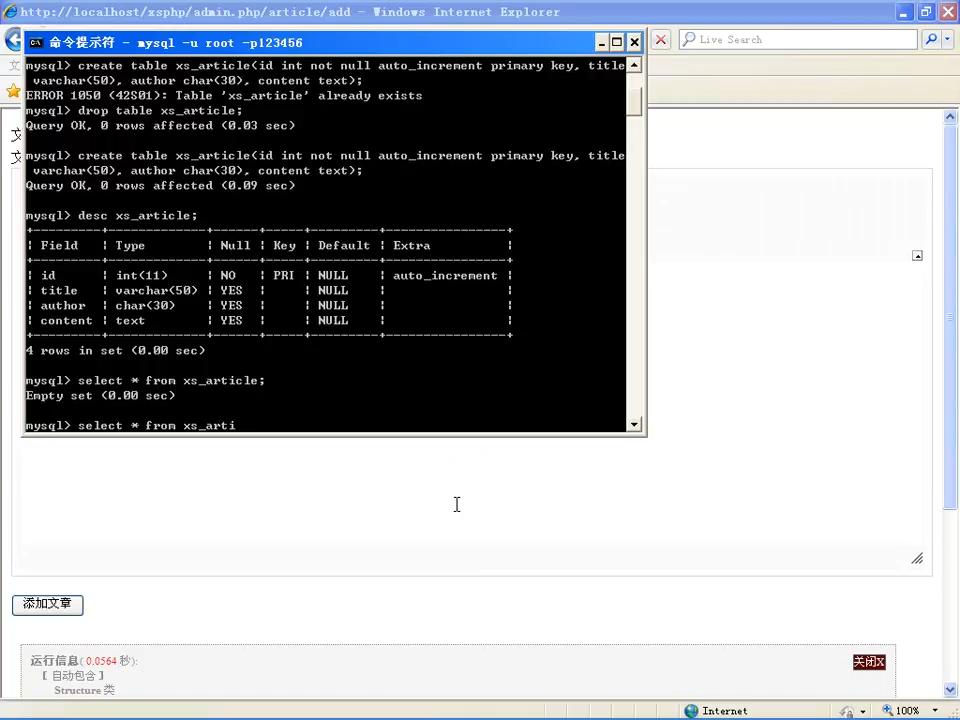 http://localhost/xsphp/admin.php/article/add - Windows Internet Explorer
命令提示符 - mysql -u root -p123456
Live Search
mysql> create table xs_article(id int not null auto_increment primary key, title
varchar(50), author char(30), content text);
ERROR 1050 (42S01): Table 'xs_article' already exists
mysql> drop table xs_article;
Query OK, 0 rows affected (0.03 sec)
mysql> create table xs_article(id int not null auto_increment primary key, title
varchar(50), author char(30), content text);
Query OK, 0 rows affected (0.09 sec)
mysql> desc xs_article;
+---------+-------------+------+-----+---------+----------------+
| Field   | Type        | Null | Key | Default | Extra          |
+---------+-------------+------+-----+---------+----------------+
| id      | int(11)     | NO   | PRI | NULL    | auto_increment |
| title   | varchar(50) | YES  |     | NULL    |                |
| author  | char(30)    | YES  |     | NULL    |                |
| content | text        | YES  |     | NULL    |                |
+---------+-------------+------+-----+---------+----------------+
4 rows in set (0.00 sec)
mysql> select * from xs_article;
Empty set (0.00 sec)
mysql> select * from xs_arti
添加文章
运行信息( 0.0564 秒):
关闭X
[ 自动包含 ]
Structure 类
Internet
100%